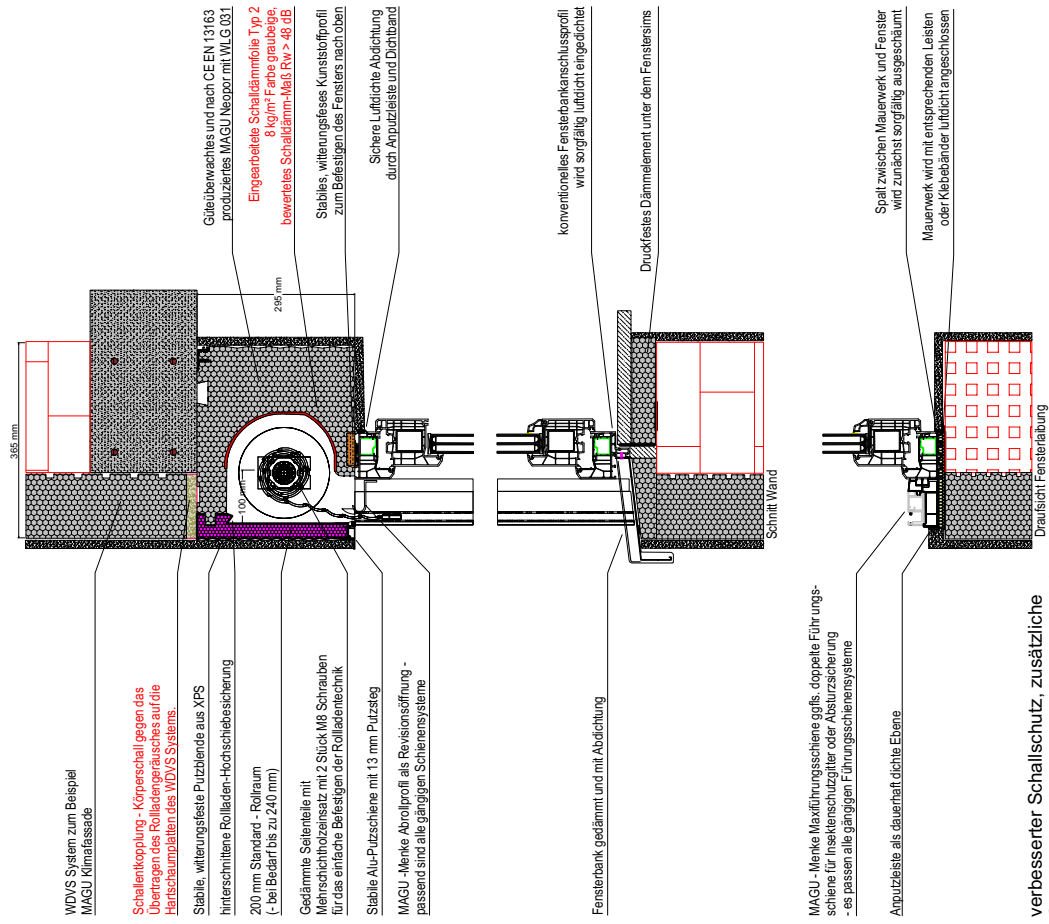 WDVS System zum Beispiel
MAGU Klimafassade
Schallentkopplung - Körperschall gegen das
Übertragen des Rollladengeräusches auf die
Hartschaumplatten des WDVS Systems.
Stabile, witterungsfeste Putzblende aus XPS
hinterschnittene Rollladen-Hochschiebesicherung
200 mm Standard - Rollraum
(- bei Bedarf bis zu 240 mm)
Gedämmte Seitenteile mit
Mehrschichtholzeinsatz mit 2 Stück M8 Schrauben
für das einfache Befestigen der Rollladentechnik
Stabile Alu-Putzschiene mit 13 mm Putzsteg
MAGU -Menke Abrollprofil als Revisionsöffnung -
passend sind alle gängigen Schienensysteme
365 mm
295 mm
100 mm
Güteüberwachtes und nach CE EN 13163
produziertes MAGU Neopor mit WLG 031
Eingearbeitete Schalldämmfolie Typ 2
8 kg/m² Farbe graubeige,
bewertetes Schalldämm-Maß Rw > 48 dB
Stabiles, witterungsfeses Kunststoffprofil
zum Befestigen des Fensters nach oben
Sichere Luftdichte Abdichtung
durch Anputzleiste und Dichtband
Fensterbank gedämmt und mit Abdichtung
konventionelles Fensterbankanschlussprofil
wird sorgfältig luftdicht eingedichtet
Druckfestes Dämmelement unter dem Fenstersims
Schnitt Wand
MAGU - Menke Maxiführungsschiene ggfls. doppelte Führungs-
schiene für Insektenschutzgitter oder Absturzsicherung
- es passen alle gängigen Führungsschienensysteme
Anputzleiste als dauerhaft dichte Ebene
Spalt zwischen Mauerwerk und Fenster
wird zunächst sorgfältig ausgeschäumt
Mauerwerk wird mit entsprechenden Leisten
oder Klebebänder luftdicht angeschlossen
Draufsicht Fensterlaibung
verbesserter Schallschutz, zusätzliche